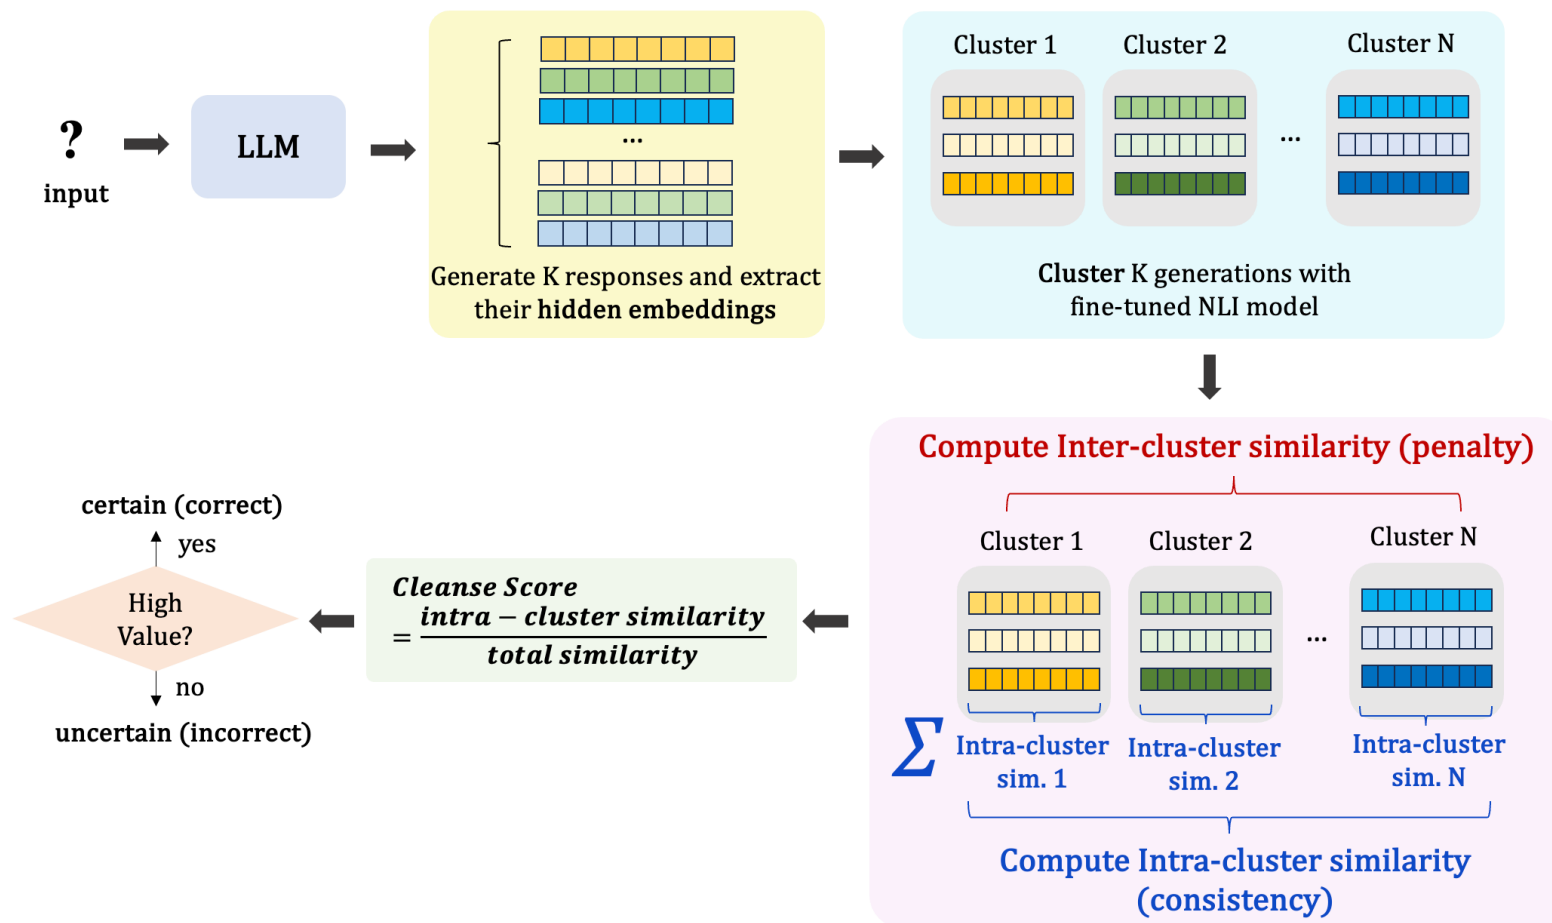 ?
input
LLM
...
Generate K responses and extract
their hidden embeddings
Cluster 1
Cluster 2
Cluster N
...
Cluster K generations with
fine-tuned NLI model
Compute Inter-cluster similarity (penalty)
Cluster 1
Cluster 2
Cluster N
...
∑
Intra-cluster
sim. 1
Intra-cluster
sim. 2
Intra-cluster
sim. N
Compute Intra-cluster similarity
(consistency)
Cleanse Score
= intra − cluster similarity
total similarity
High
Value?
yes
certain (correct)
no
uncertain (incorrect)